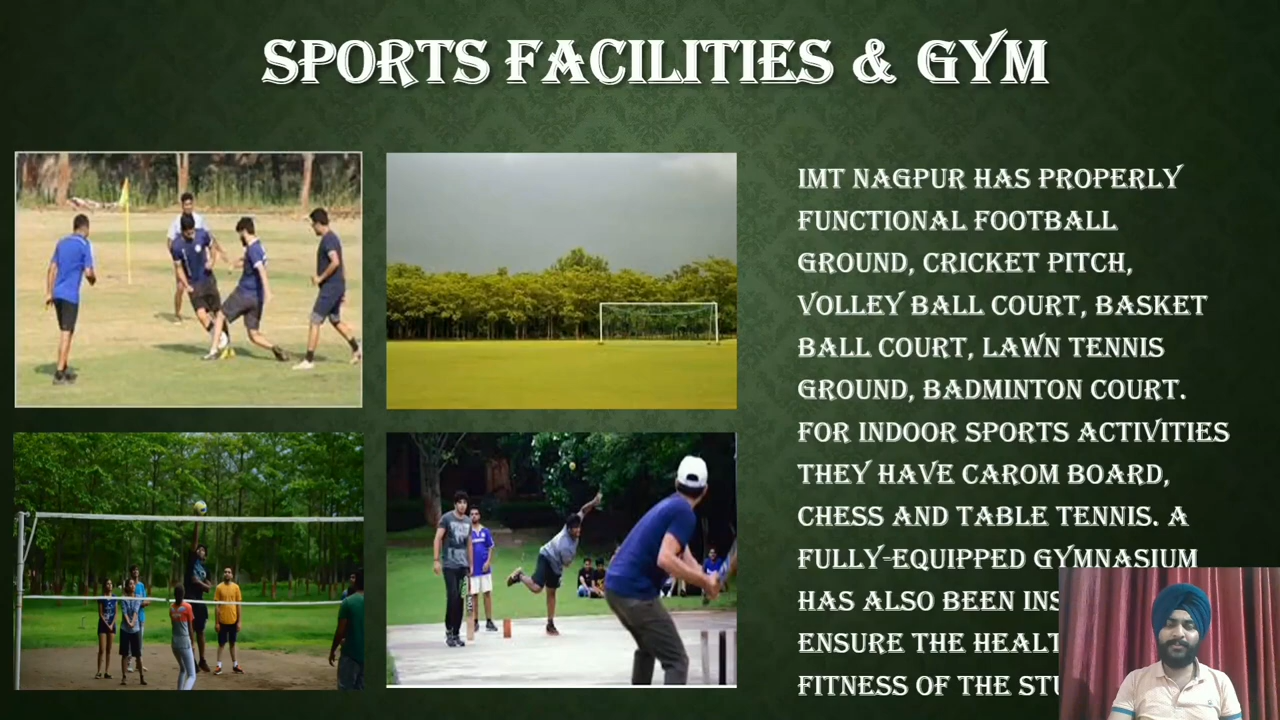 SPORTS FACILITIES & GYM
IMT NAGPUR HAS PROPERLY
FUNCTIONAL FOOTBALL
GROUND, CRICKET PITCH,
VOLLEY BALL COURT, BASKET
BALL COURT, LAWN TENNIS
GROUND, BADMINTON COURT.
FOR INDOOR SPORTS ACTIVITIES
THEY HAVE CAROM BOARD,
CHESS AND TABLE TENNIS. A
FULLY-EQUIPPED GYMNASIUM
HAS ALSO BEEN
ENSURE THE
FITNESS OF THE